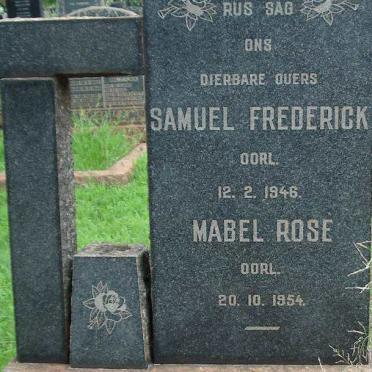 RUS SAG
ONS
DIERBARE OUERS
SAMUEL FREDERICK
OORL.
12. 2. 1946.
MABEL ROSE
OORL.
20. 10. 1954.